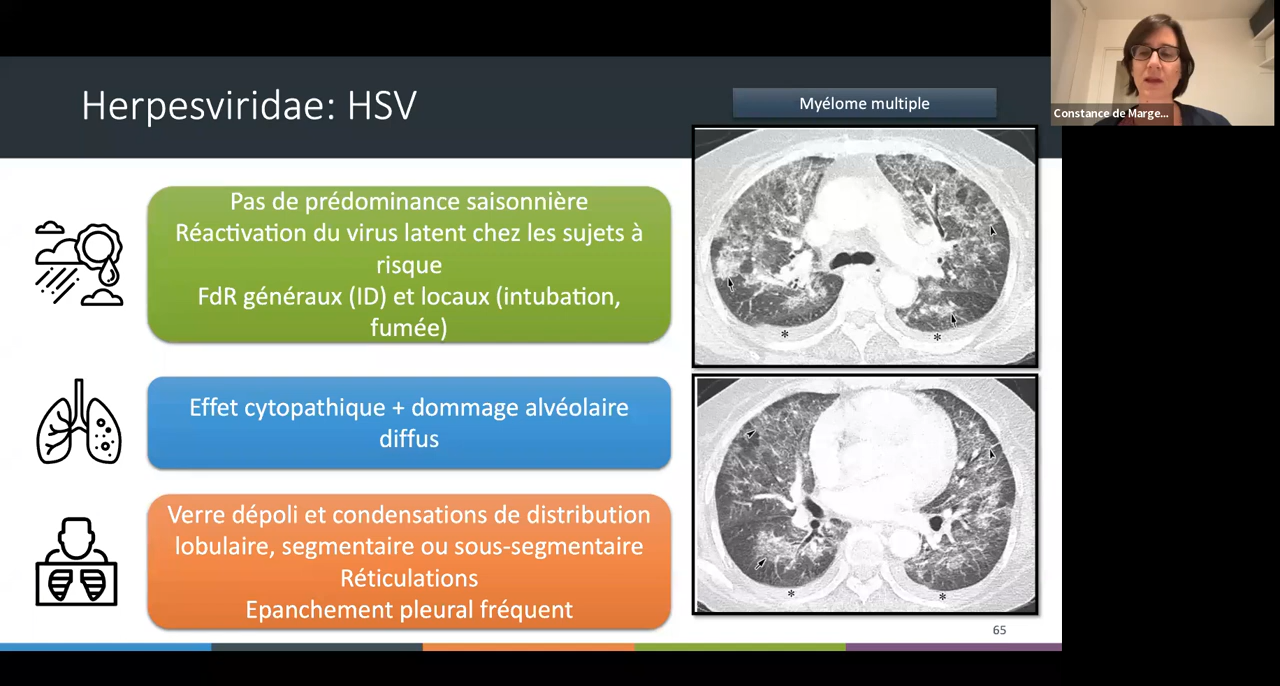 Herpesviridae: HSV
Myélome multiple
Constance de Marge...
Pas de prédominance saisonnière
Réactivation du virus latent chez les sujets à
risque
FdR généraux (ID) et locaux (intubation,
fumée)
*
*
Effet cytopathique + dommage alvéolaire
diffus
Verre dépoli et condensations de distribution
lobulaire, segmentaire ou sous-segmentaire
Réticulations
Epanchement pleural fréquent
*
*
65